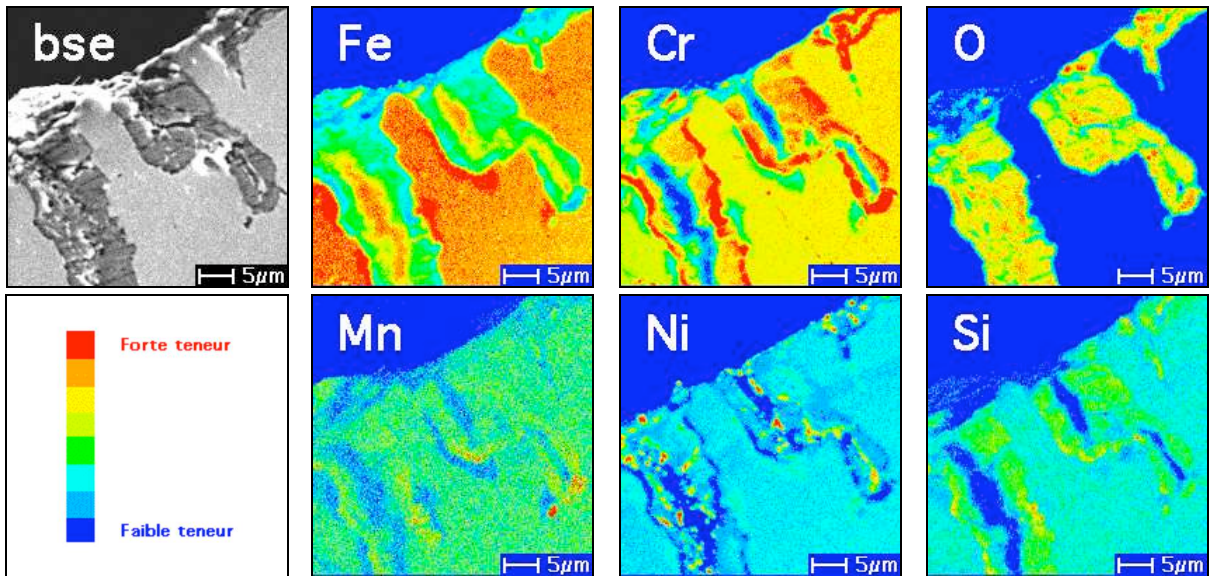 bse
Fe
Cr
O
5µm
5µm
5µm
5µm
Forte teneur
Faible teneur
Mn
Ni
Si
5µm
5µm
5µm